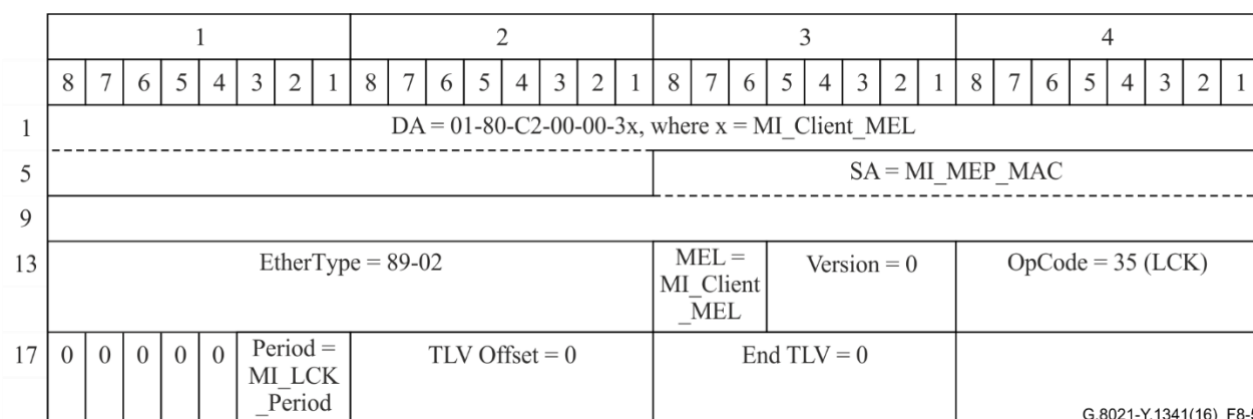 1 2 3 4
8 7 6 5 4 3 2 1 8 7 6 5 4 3 2 1 8 7 6 5 4 3 2 1 8 7 6 5 4 3 2 1
1 DA = 01-80-C2-00-00-3x, where x = MI_Client_MEL
5 SA = MI_MEP_MAC
9
13 EtherType = 89-02 MEL = Version = 0 OpCode = 35 (LCK)
MI_Client
_MEL
17 0 0 0 0 0 Period = TLV Offset = 0 End TLV = 0
MI_LCK
_Period
G.8021-Y.1341(16)